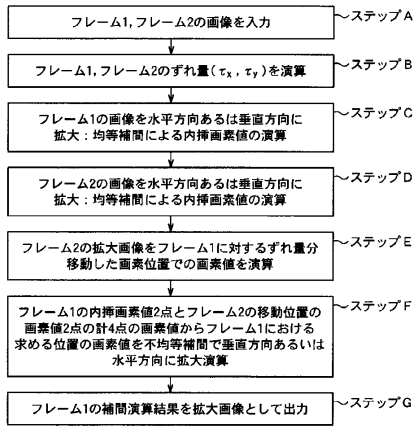 フレーム1,フレーム2の画像を入力
ステップA
フレーム1,フレーム2のずれ量(τx,τy)を演算
ステップB
フレーム1の画像を水平方向あるいは垂直方向に
拡大:均等補間による内挿画素値の演算
ステップC
フレーム2の画像を水平方向あるいは垂直方向に
拡大:均等補間による内挿画素値の演算
ステップD
フレーム2の拡大画像をフレーム1に対するずれ量分
移動した画素位置での画素値を演算
ステップE
フレーム1の内挿画素値2点とフレーム2の移動位置の
画素値2点の計4点の画素値からフレーム1における
求める位置の画素値を不均等補間で垂直方向あるいは
水平方向に拡大演算
ステップF
フレーム1の補間演算結果を拡大画像として出力
ステップG